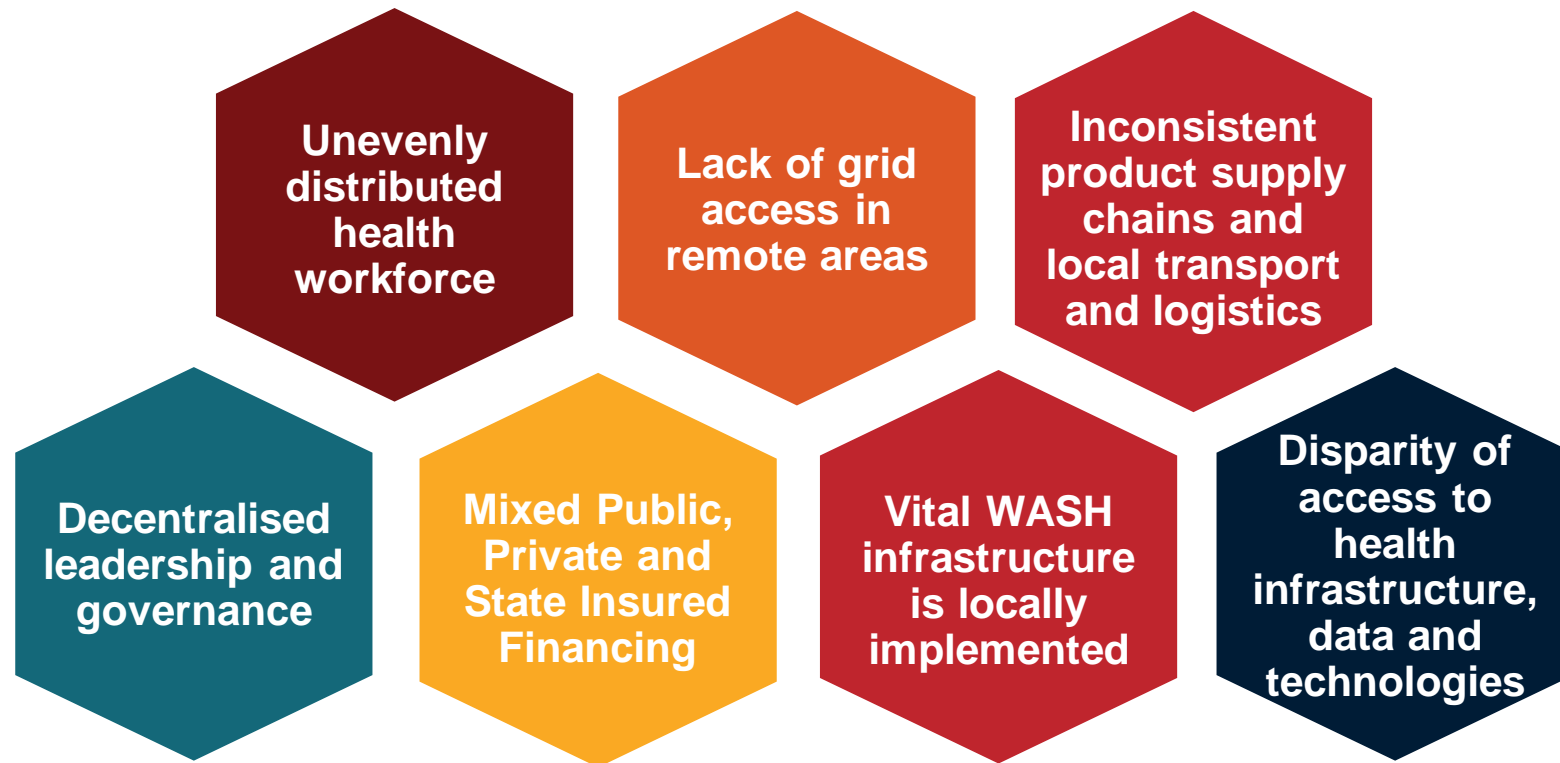 Unevenly
distributed
health
workforce
Lack of grid
access in
remote areas
Inconsistent
product supply
chains and
local transport
and logistics
Decentralised
leadership and
governance
Mixed Public,
Private and
State Insured
Financing
Vital WASH
infrastructure
is locally
implemented
Disparity of
access to
health
infrastructure,
data and
technologies